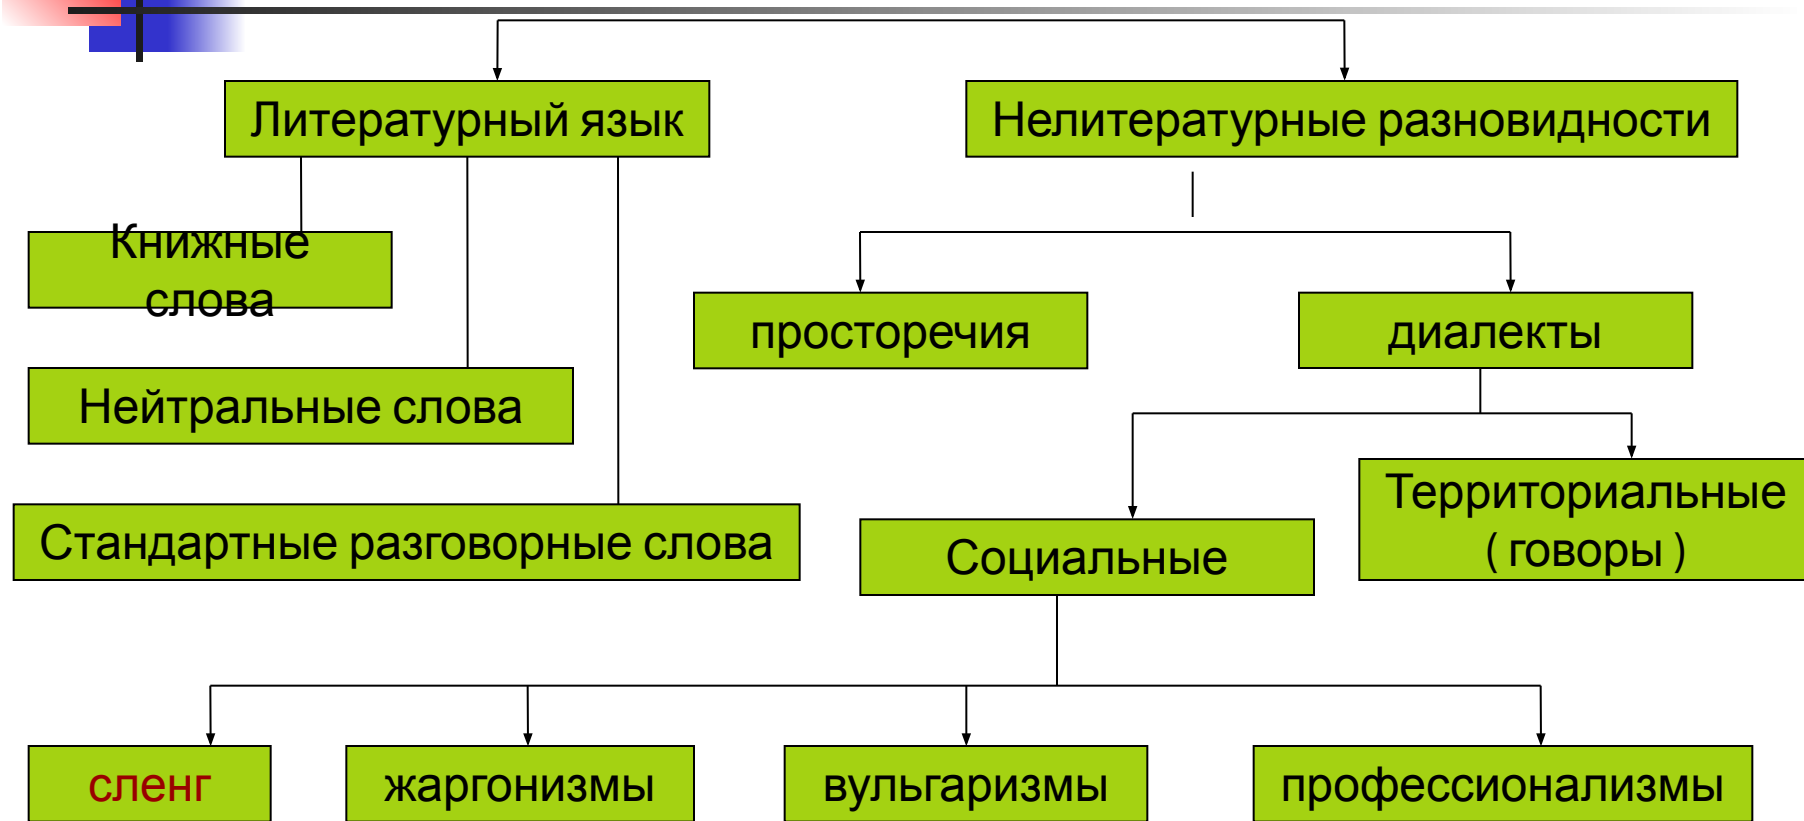 Литературный язык
Нелитературные разновидности
Книжные
слова
просторечия
диалекты
Нейтральные слова
Территориальные
( говоры )
Стандартные разговорные слова
Социальные
сленг
жаргонизмы
вульгаризмы
профессионализмы